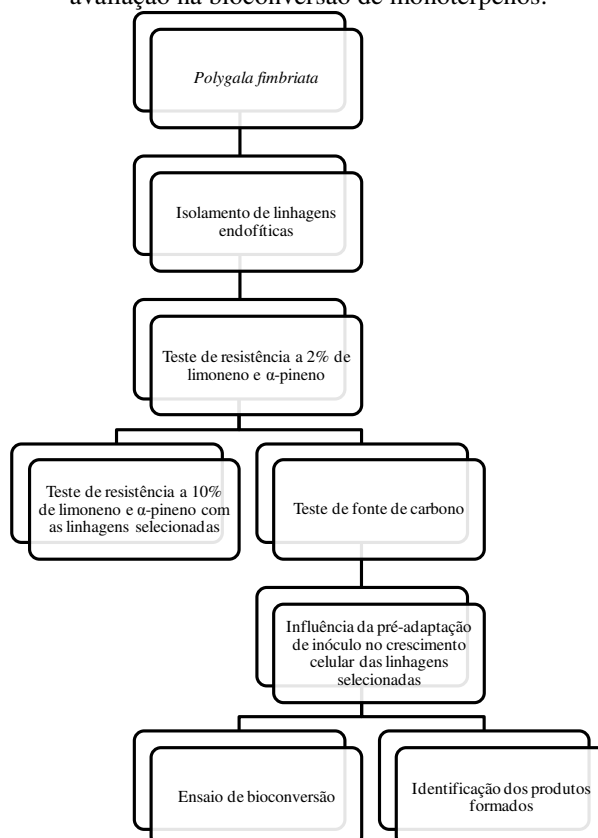 avaliação na bioconversão de monoterpenos.
Polygala fimbriata
Isolamento de linhagens
endofíticas
Teste de resistência a 2% de
limoneno e α-pineno
Teste de resistência a 10%
de limoneno e α-pineno com
as linhagens selecionadas
Teste de fonte de carbono
Influência da pré-adaptação
de inóculo no crescimento
celular das linhagens
selecionadas
Ensaio de bioconversão
Identificação dos produtos
formados